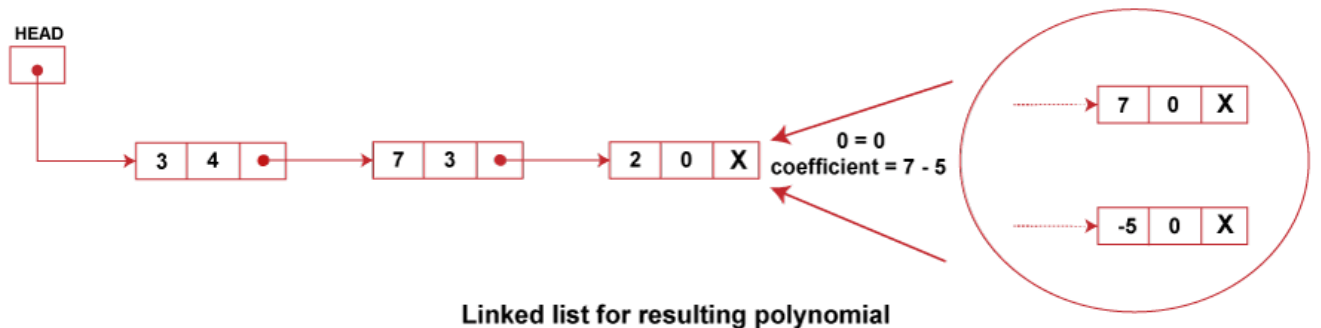 HEAD
7 0 X
3 4
7 3
2 0 X
0 = 0
coefficient = 7 - 5
-5 0 X
Linked list for resulting polynomial